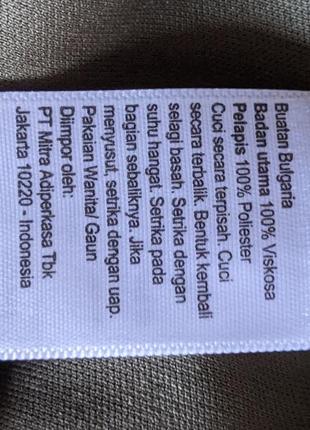 Buatan Bulgaria
Badan utama 100% Viskosa
Pelapis 100% Poliester
Cuci secara terpisah. Cuci
secara terbalik. Bentuk kembali
selagi basah. Setrika dengan
suhu hangat. Setrika pada
bagian sebaliknya. Jika
menyusut, setrika dengan uap.
Pakaian Wanita/ Gaun
Diimpor oleh:
PT Mitra Adiperkasa Tbk
Jakarta 10220 - Indonesia